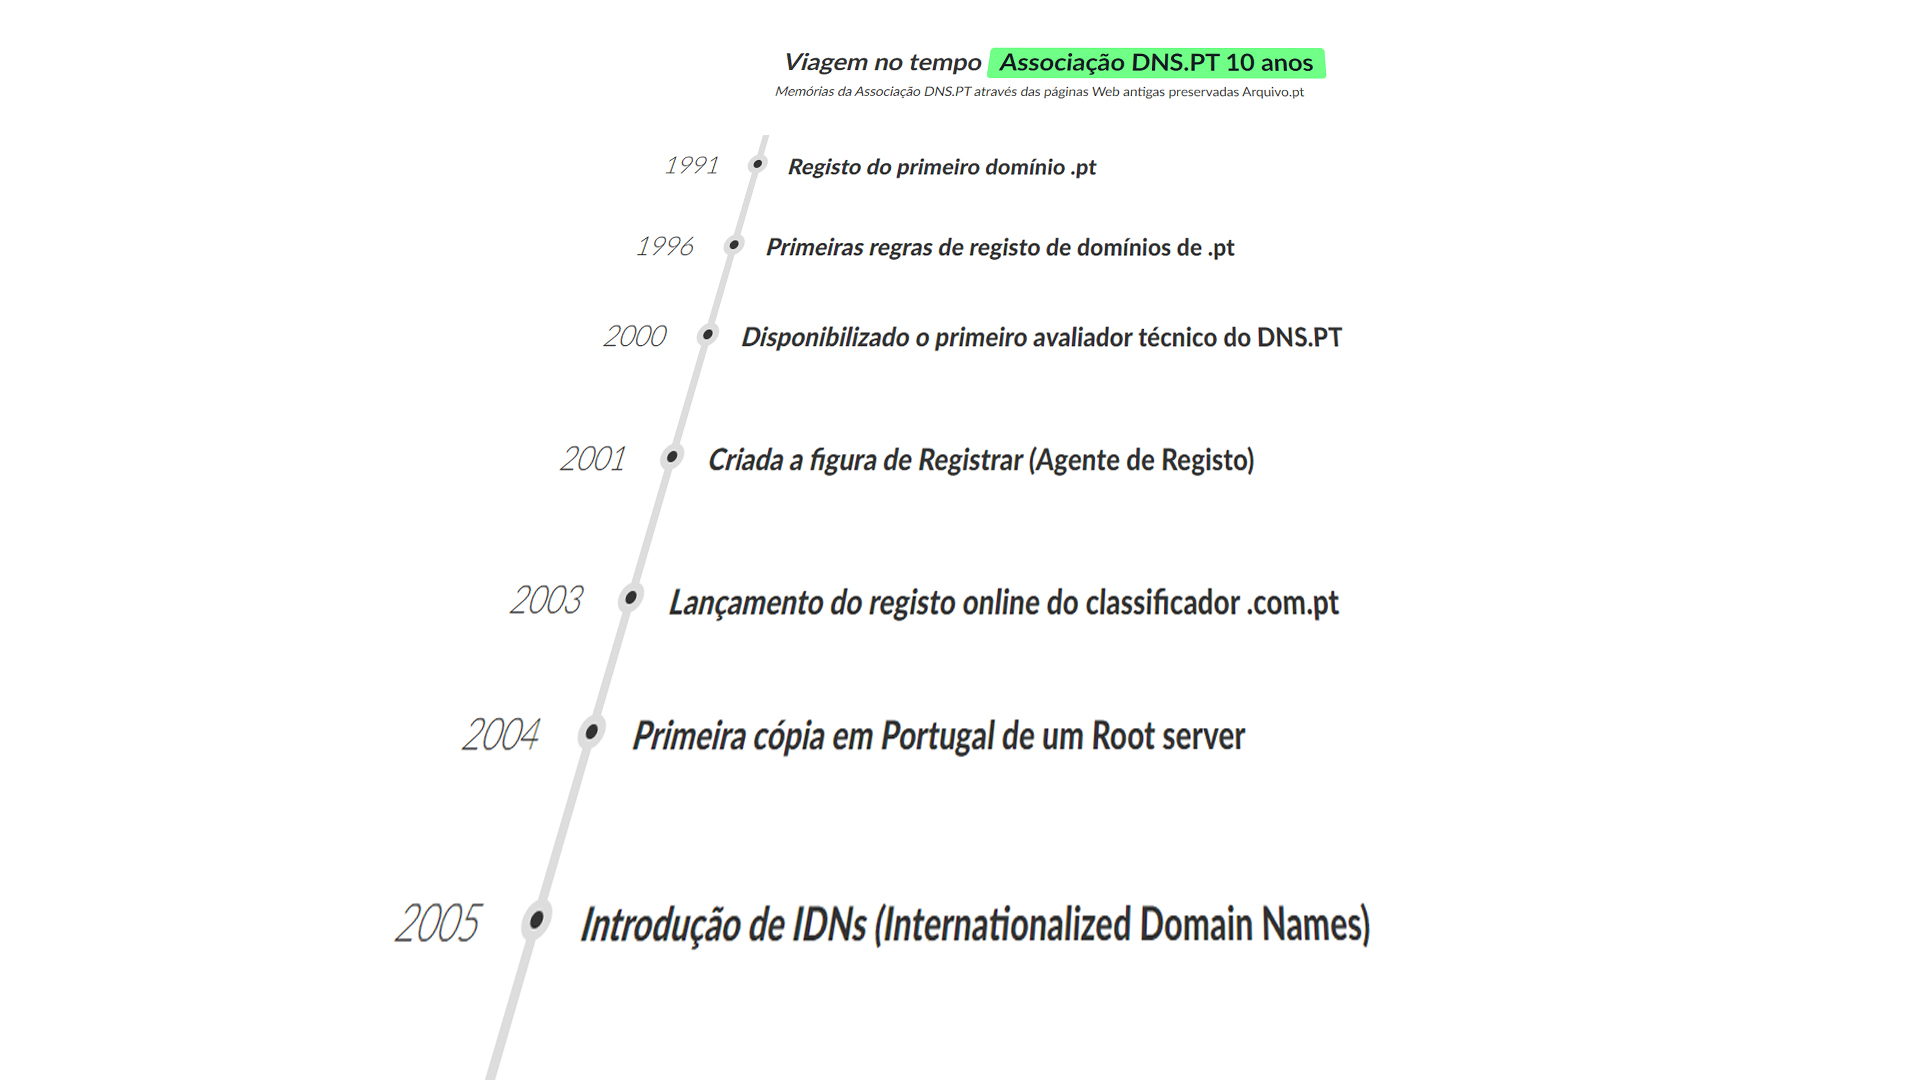 Viagem no tempo Associação DNS.PT 10 anos
Memórias da Associação DNS.PT através das páginas Web antigas preservadas Arquivo.pt
1991 Registo do primeiro domínio .pt
1996 Primeiras regras de registo de domínios de .pt
2000 Disponibilizado o primeiro avaliador técnico do DNS.PT
2001 Criada a figura de Registrar (Agente de Registo)
2003 Lançamento do registo online do classificador .com.pt
2004 Primeira cópia em Portugal de um Root server
2005 Introdução de IDNs (Internationalized Domain Names)